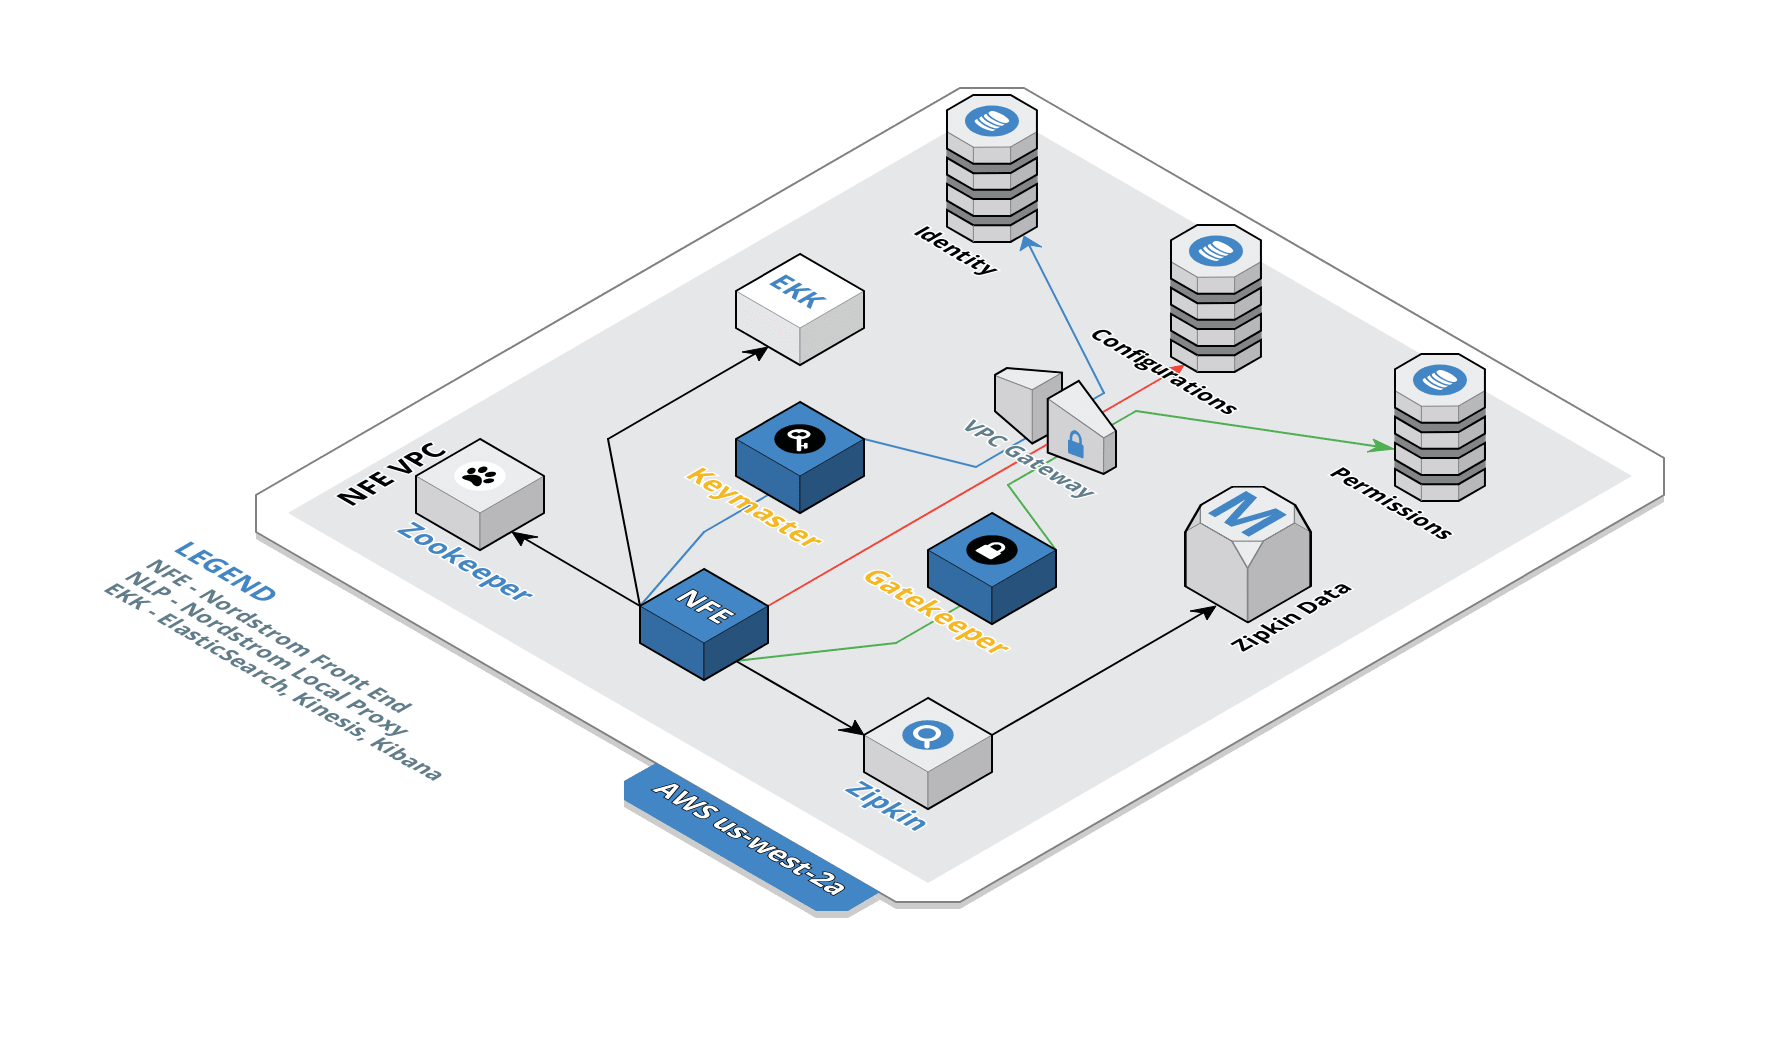 Identity
EKK
Configurations
VPC Gateway
NFE VPC
Zookeeper
Keymaster
Permissions
M
Gatekeeper
NFE
Zipkin Data
Zipkin
AWS us-west-2a
LEGEND
NFE - Nordstrom Front End
NLP - Nordstrom Local Proxy
EKK - ElasticSearch, Kinesis, Kibana